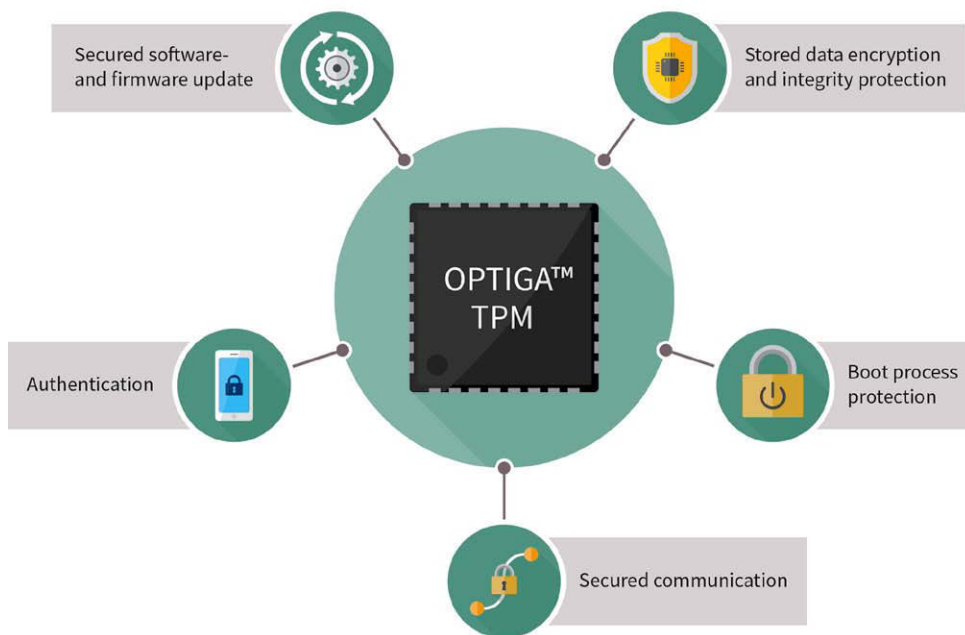 Secured software-
and firmware update
Stored data encryption
and integrity protection
OPTIGA™
TPM
Authentication
Boot process
protection
Secured communication